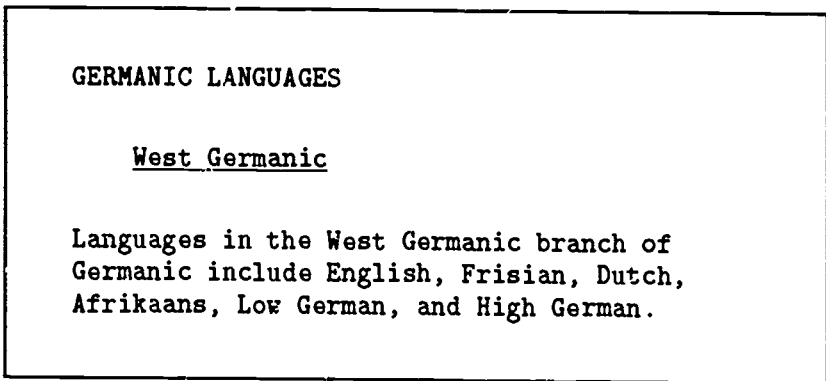 GERMANIC LANGUAGES
West Germanic
Languages in the West Germanic branch of
Germanic include English, Frisian, Dutch,
Afrikaans, Low German, and High German.